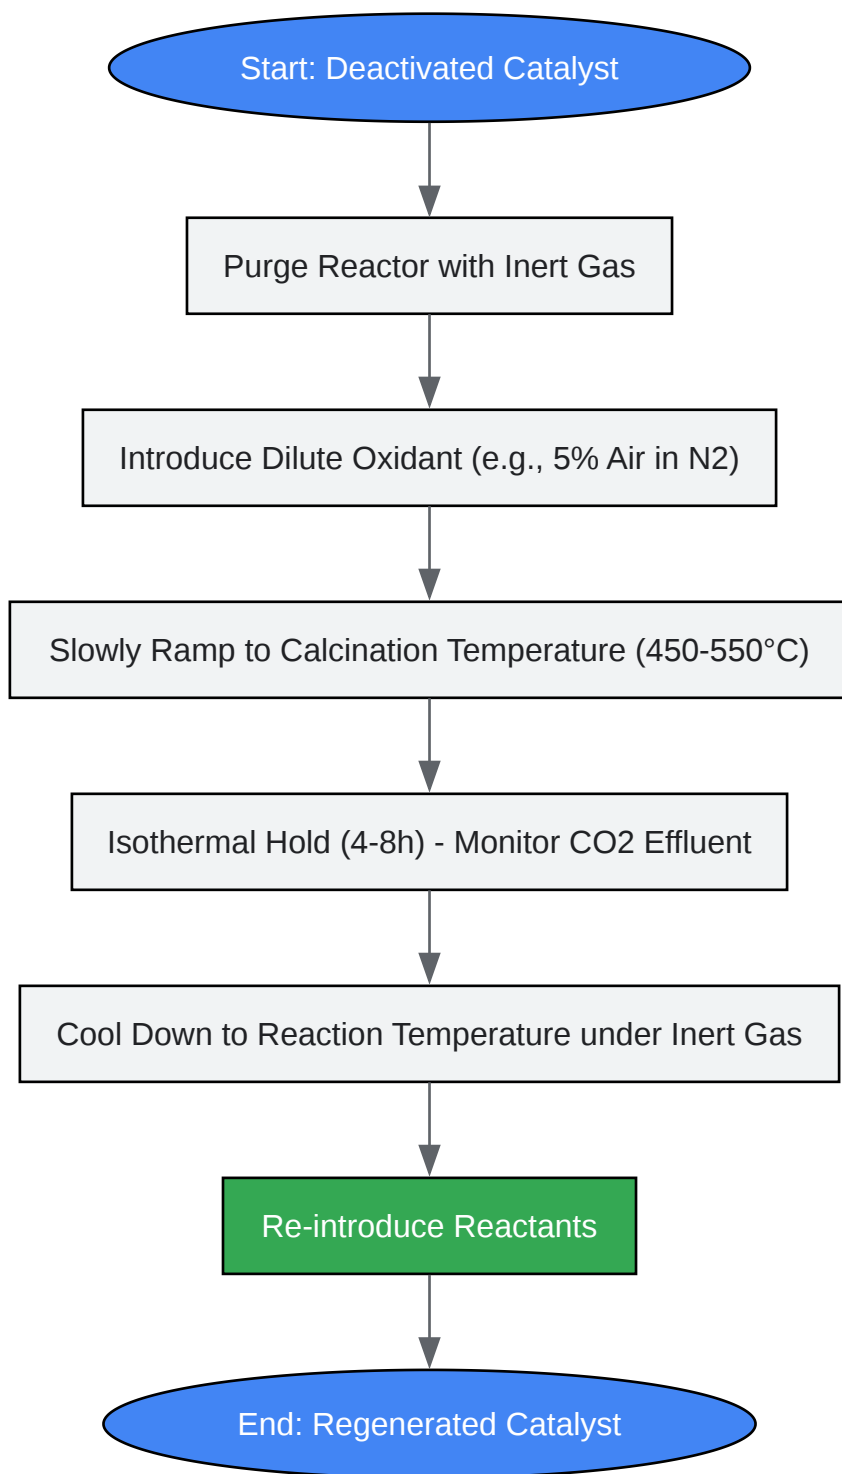 Start: Deactivated Catalyst
Purge Reactor with Inert Gas
Introduce Dilute Oxidant (e.g., 5% Air in N2)
Slowly Ramp to Calcination Temperature (450-550°C)
Isothermal Hold (4-8h) - Monitor CO2 Effluent
Cool Down to Reaction Temperature under Inert Gas
Re-introduce Reactants
End: Regenerated Catalyst